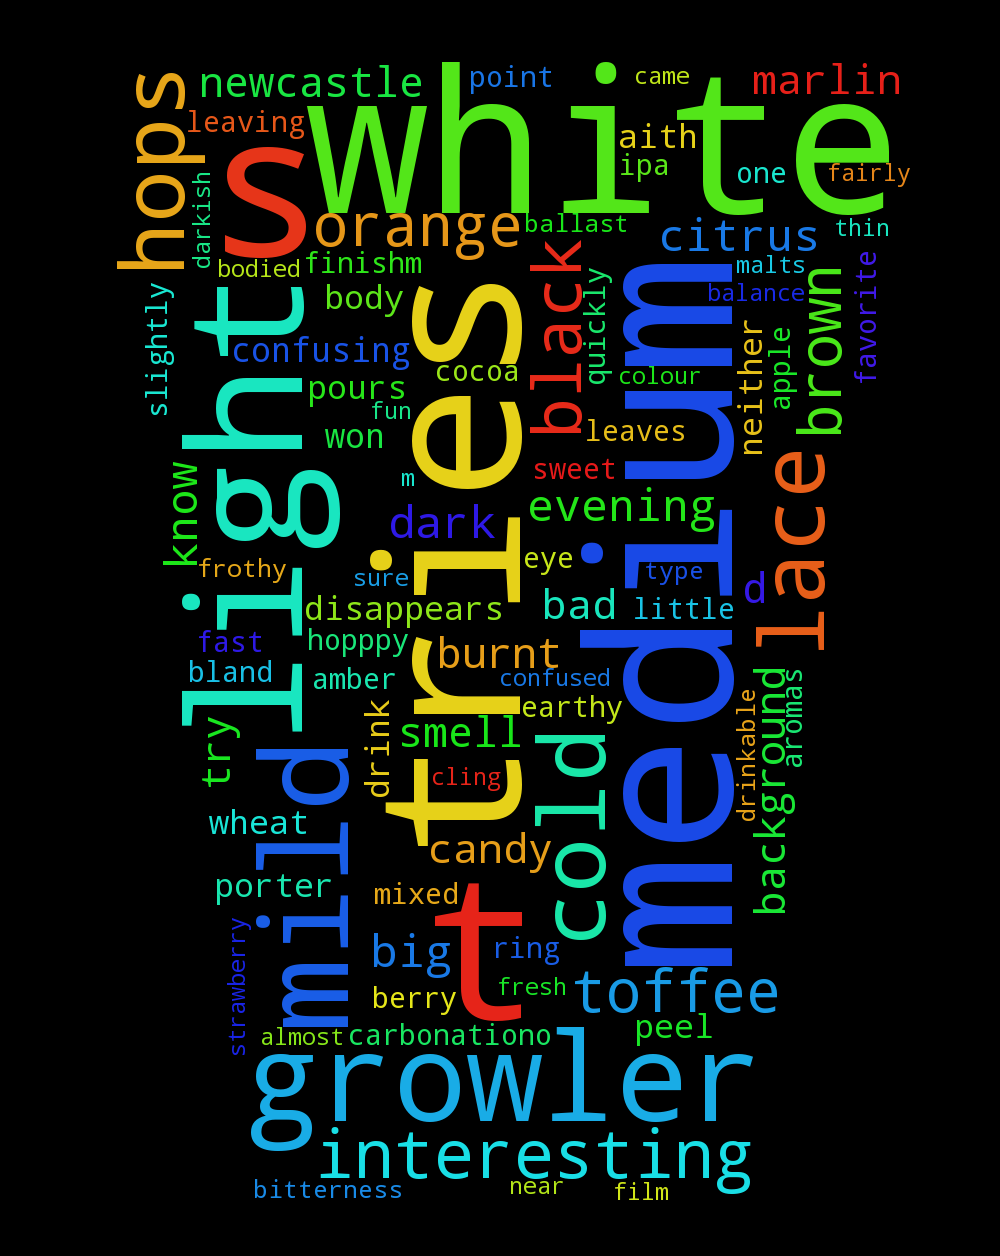 white
hops
newcastle
point
came
marlin
leaving
s
aith
ipa
one
fairly
darkish
orange
ballast
citrus
thin
bodied
finishm
black
malts
favorite
light
body
tries
quickly
medium
balance
brown
slightly
confusing
cocoa
colour
neither
apple
pours
fun
won
leaves
m
sweet
lace
know
dark
evening
frothy
sure
eye
type
d
disappears
bad
little
fast
hopppy
burnt
bland
amber
confused
background
aromas
try
drink
smell
earthy
drinkable
mild
cling
cold
wheat
candy
porter
mixed
t
strawberry
big
ring
berry
fresh
toffee
almost
carbonationo
peel
growler
interesting
bitterness
near
film